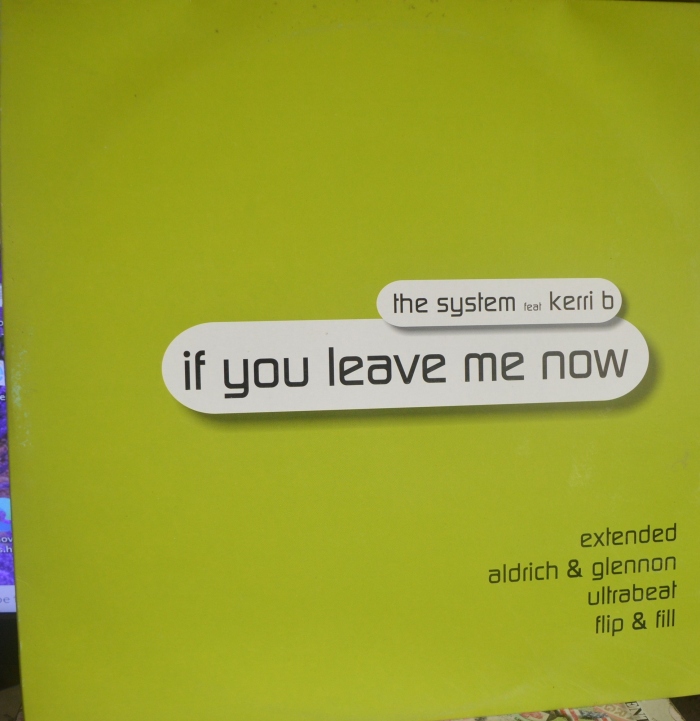 the system feat kerri b
if you leave me now
extended
aldrich & glennon
ultrabeat
flip & fill